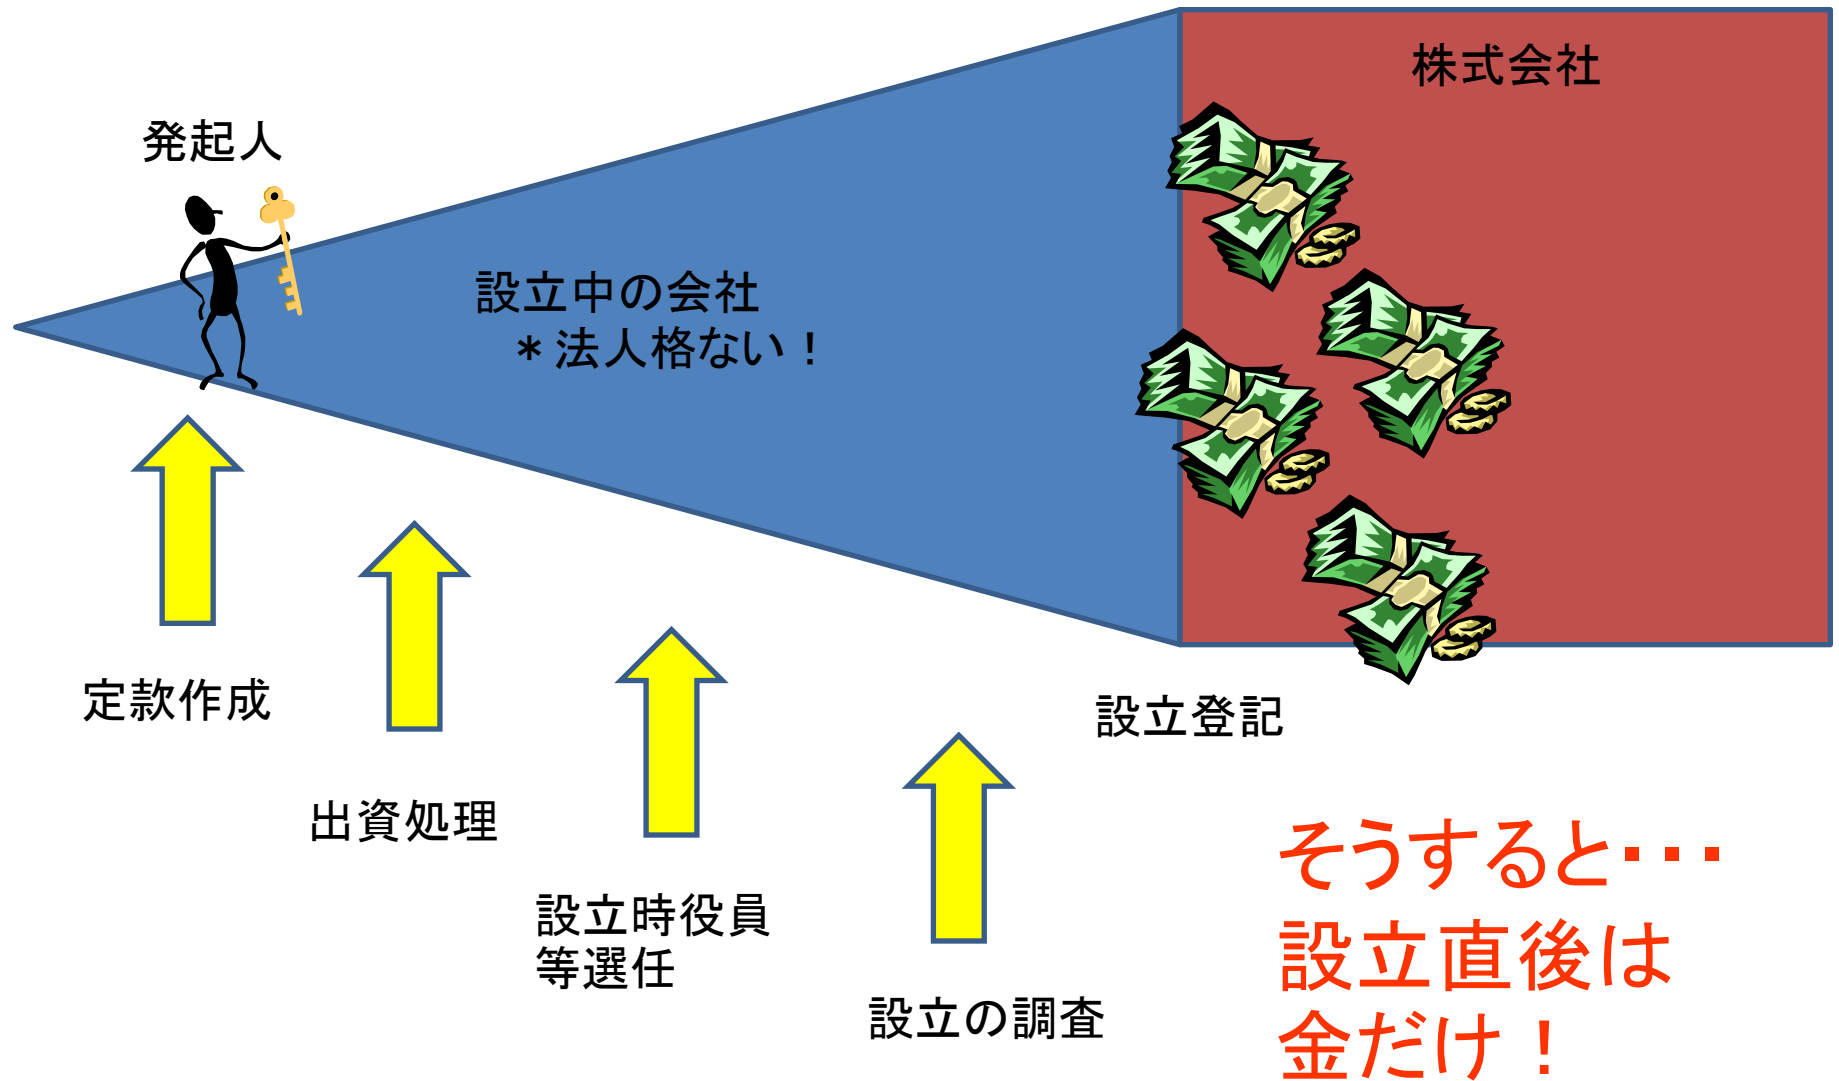 株式会社
発起人
設立中の会社
＊法人格ない！
定款作成
出資処理
設立時役員
等選任
設立の調査
設立登記
そうすると・・・
設立直後は
金だけ！